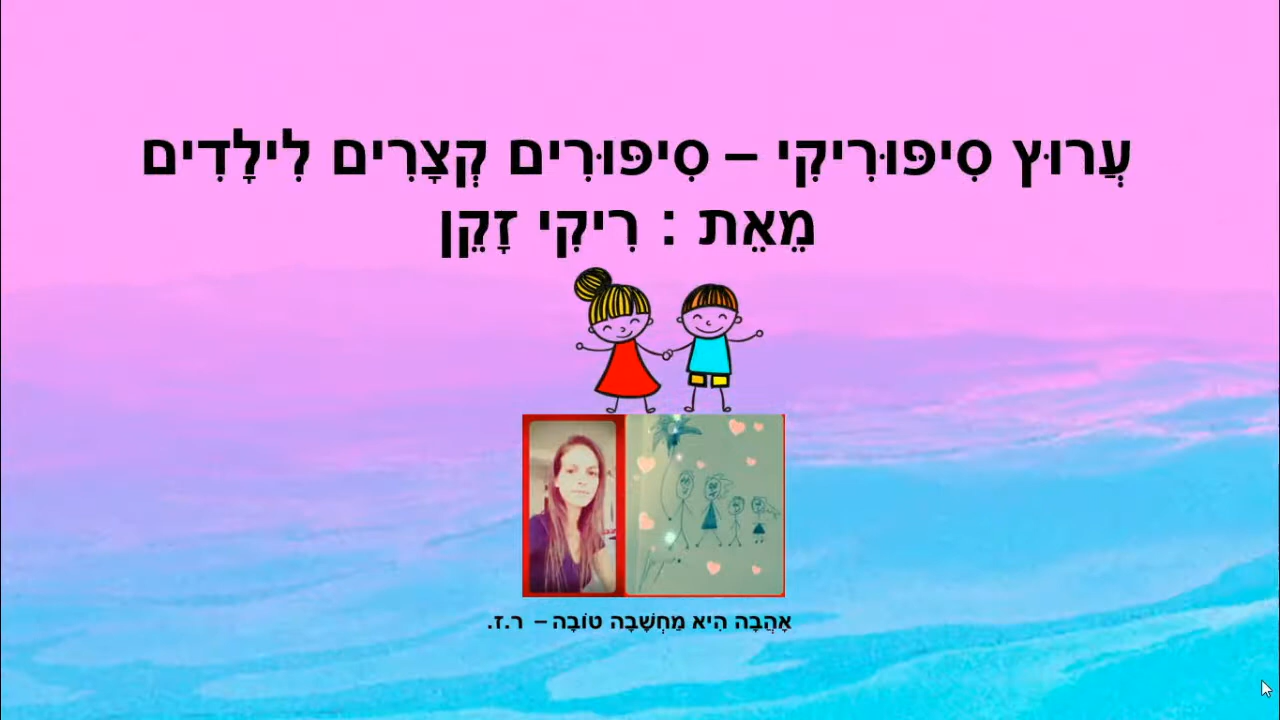 עֲרוּץ סִיפּוּרִיקִי – סִיפּוּרִים קְצָרִים לִילָדִים
מֵאֵת : רִיקִי זָקֵן
אָהֲבָה הִיא מַחְשָׁבָה טוֹבָה – ר.ז.